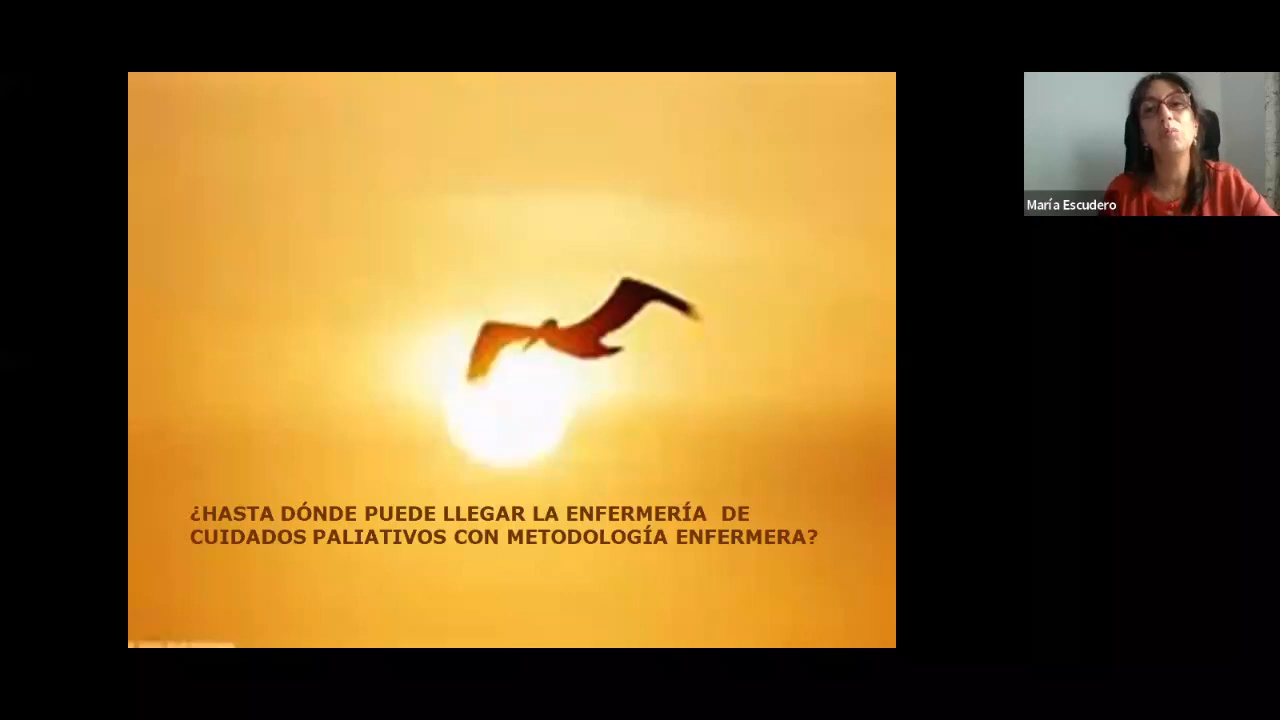 ¿HASTA DÓNDE PUEDE LLEGAR LA ENFERMERÍA DE
CUIDADOS PALIATIVOS CON METODOLOGÍA ENFERMERA?
María Escudero